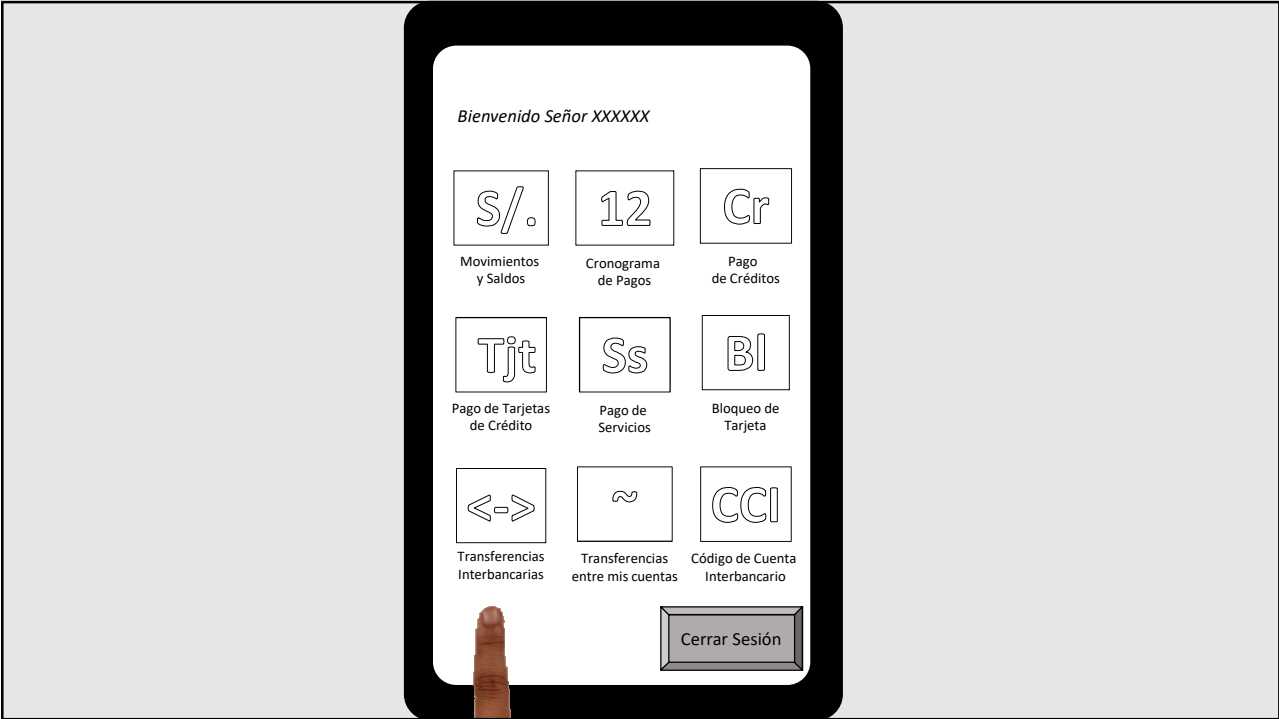 Bienvenido Señor XXXXXX
S/.
12
Cr
Movimientos
y Saldos
Cronograma
de Pagos
Pago
de Créditos
Tjt
Ss
Bl
Pago de Tarjetas
de Crédito
Pago de
Servicios
Bloqueo de
Tarjeta
<->
~
CCI
Transferencias
Interbancarias
Transferencias
entre mis cuentas
Código de Cuenta
Interbancario
Cerrar Sesión